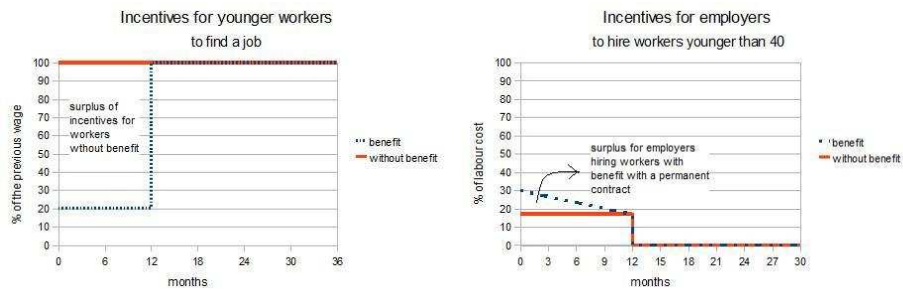 Incentives for younger workers
to find a job
% of the previous wage
100
90
80
70
60
50
40
30
20
10
0
surplus of
incentives for
workers
wthout benefit
0 6 12 18 24 30 36
months
benefit
without benefit
Incentives for employers
to hire workers younger than 40
% of labour cost
100
90
80
70
60
50
40
30
20
10
0
surplus for employers
hiring workers with
benefit with a permanent
contract
0 3 6 9 12 15 18 21 24 27 30
months
benefit
without benefit